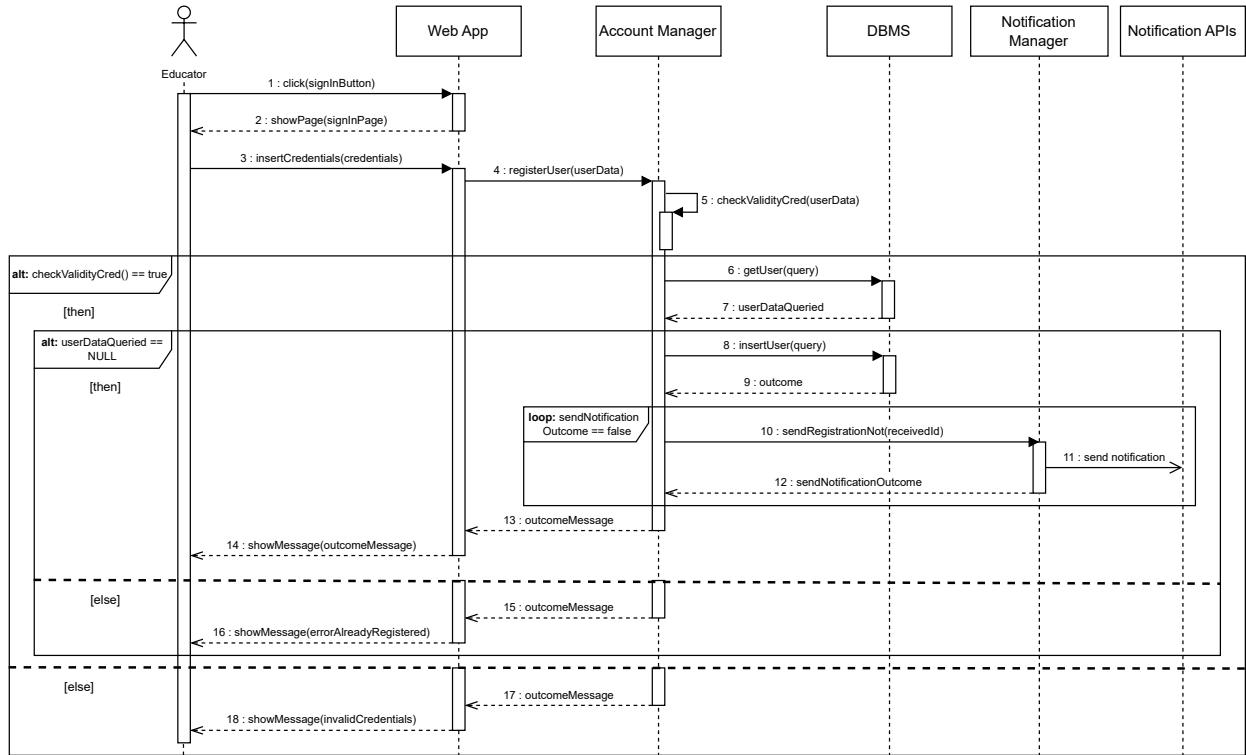 Web App
Account Manager
DBMS
Notification
Manager
Notification APIs
Educator
1 : click(signInButton)
2 : showPage(signInPage)
3 : insertCredentials(credentials)
4 : registerUser(userData)
5 : checkValidityCred(userData)
alt: checkValidityCred() == true
6 : getUser(query)
[then]
7 : userDataQueried
alt: userDataQueried ==
NULL
8 : insertUser(query)
[then]
9 : outcome
loop: sendNotification
Outcome == false
10 : sendRegistrationNot(receivedId)
11 : send notification
12 : sendNotificationOutcome
13 : outcomeMessage
14 : showMessage(outcomeMessage)
[else]
15 : outcomeMessage
16 : showMessage(errorAlreadyRegistered)
[else]
17 : outcomeMessage
18 : showMessage(invalidCredentials)